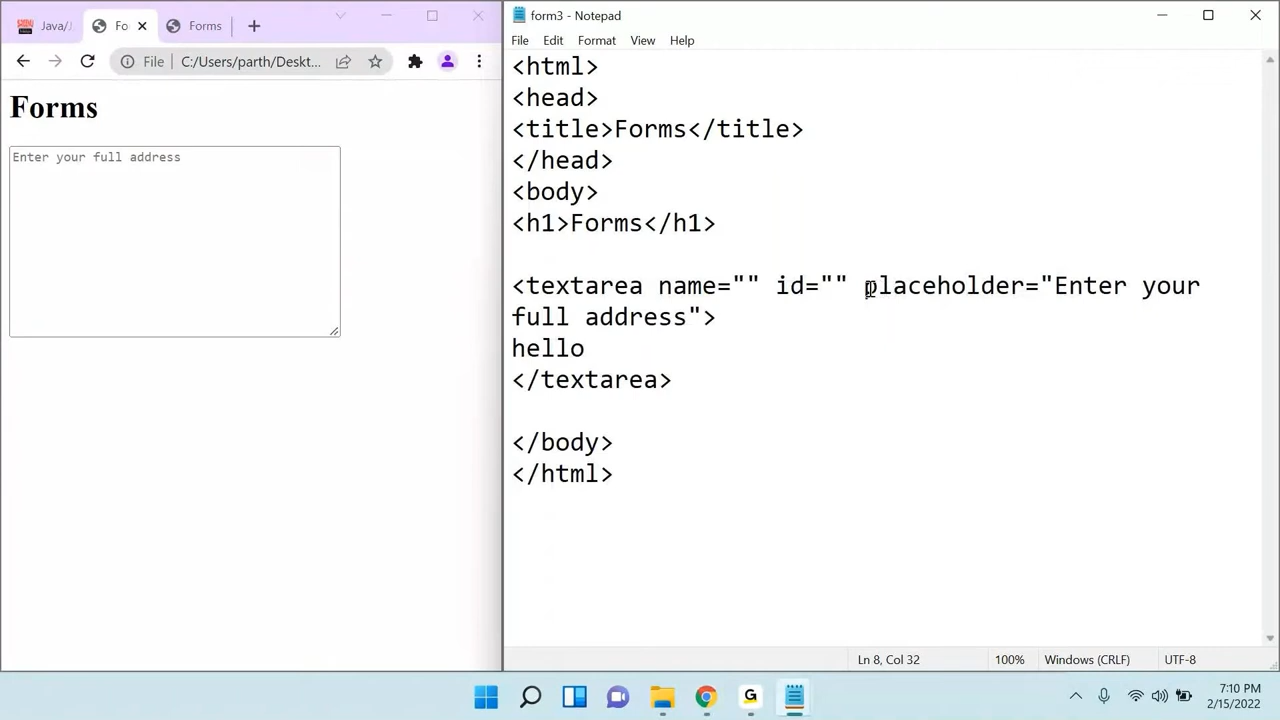 Java/J
Fo
Forms
File
C:/Users/parth/Deskt...
Forms
Enter your full address
form3 - Notepad
File Edit Format View Help
<html>
<head>
<title>Forms</title>
</head>
<body>
<h1>Forms</h1>
<textarea name="" id="" placeholder="Enter your
full address">
hello
</textarea>
</body>
</html>
Ln 8, Col 32
100%
Windows (CRLF)
UTF-8
G
7:10 PM
2/15/2022